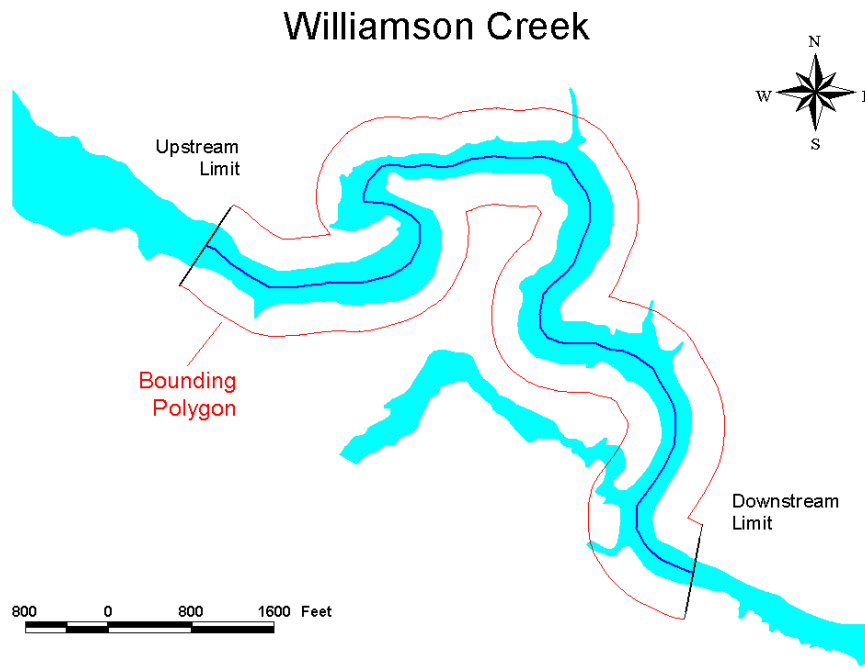 Williamson Creek
N
W
E
S
Upstream
Limit
Bounding
Polygon
Downstream
Limit
800 0 800 1600 Feet